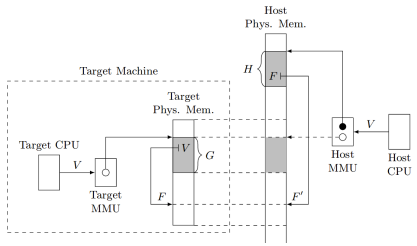 Host
Phys. Mem.
H
F
Target Machine
Target
Phys. Mem.
Target CPU
V
Target
MMU
V
G
F
F′
V
Host
MMU
Host
CPU